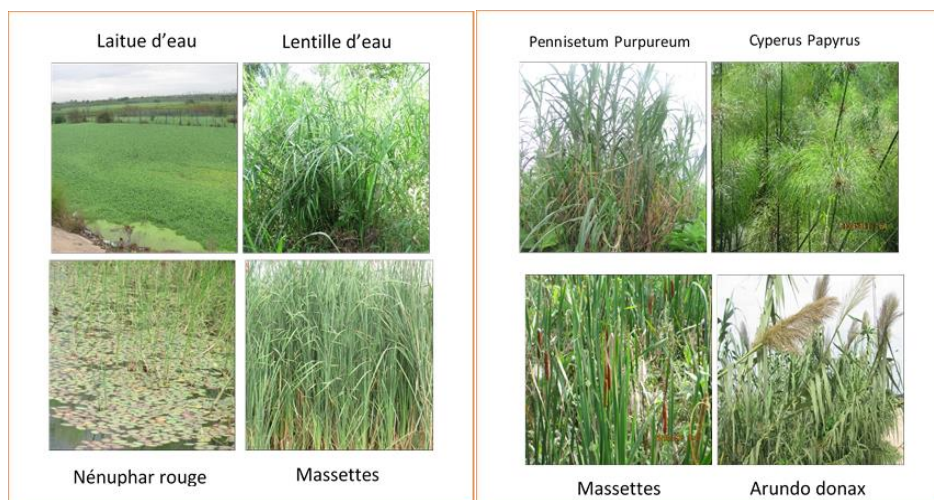 Laitue d'eau
Lentille d'eau
Nénuphar rouge
Massettes
Pennisetum Purpureum
Cyperus Papyrus
Massettes
Arundo donax